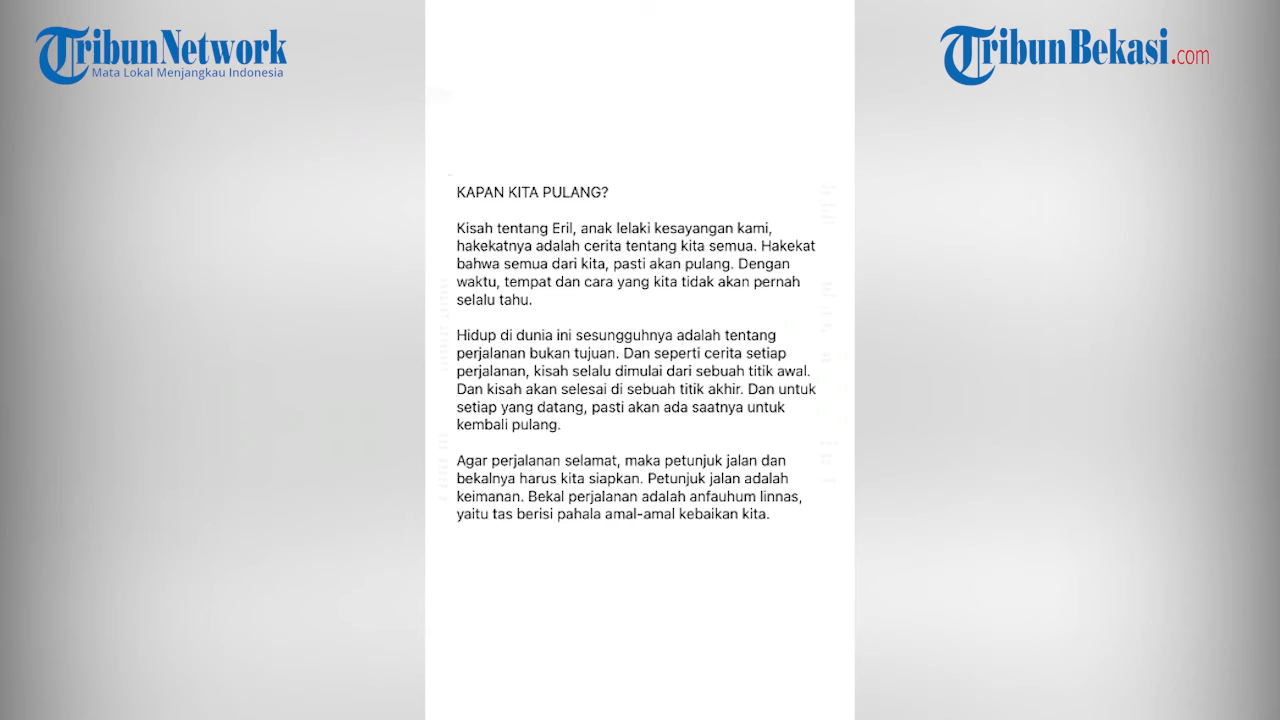 TribunNetwork
Mata Lokal Menjangkau Indonesia
TribunBekasi.com
KAPAN KITA PULANG?
Kisah tentang Eril, anak lelaki kesayangan kami,
hakekatnya adalah cerita tentang kita semua. Hakekat
bahwa semua dari kita, pasti akan pulang. Dengan
waktu, tempat dan cara yang kita tidak akan pernah
selalu tahu.
Hidup di dunia ini sesungguhnya adalah tentang
perjalanan bukan tujuan. Dan seperti cerita setiap
perjalanan, kisah selalu dimulai dari sebuah titik awal.
Dan kisah akan selesai di sebuah titik akhir. Dan untuk
setiap yang datang, pasti akan ada saatnya untuk
kembali pulang.
Agar perjalanan selamat, maka petunjuk jalan dan
bekalnya harus kita siapkan. Petunjuk jalan adalah
keimanan. Bekal perjalanan adalah anfauhum linnas,
yaitu tas berisi pahala amal-amal kebaikan kita.